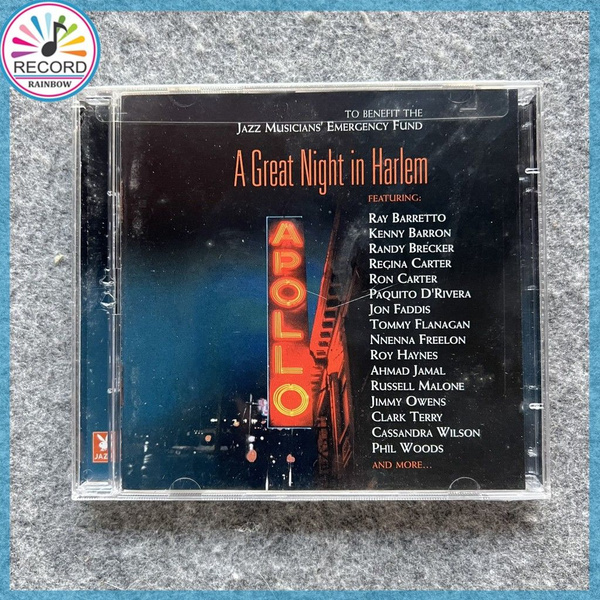 RECORD
RAINBOW
TO BENEFIT THE
JAZZ MUSICIANS' EMERGENCY FUND
A Great Night in Harlem
FEATURING:
RAY BARRETTO
KENNY BARRON
RANDY BRECKER
REGINA CARTER
RON CARTER
PAQUITO D'RIVERA
JON FADDIS
TOMMY FLANAGAN
NNENNA FREELON
ROY HAYNES
AHMAD JAMAL
RUSSELL MALONE
JIMMY OWENS
CLARK TERRY
CASSANDRA WILSON
PHIL WOODS
AND MORE...
APOLLO